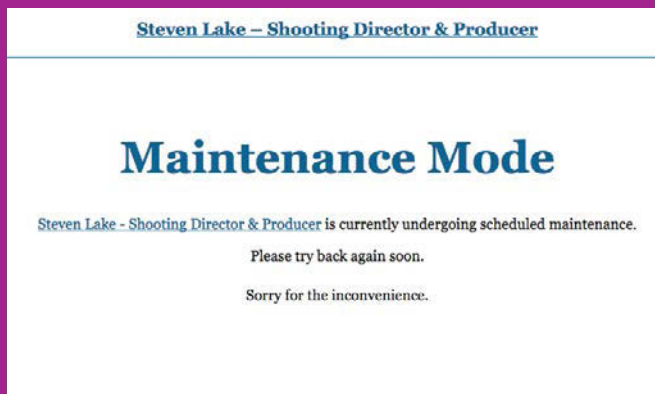 Steven Lake – Shooting Director & Producer
Maintenance Mode
Steven Lake - Shooting Director & Producer is currently undergoing scheduled maintenance.
Please try back again soon.
Sorry for the inconvenience.